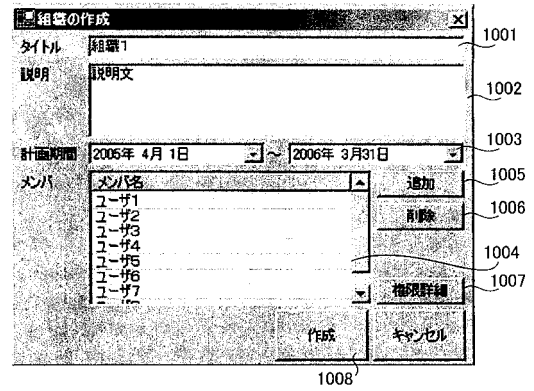 組織の作成
タイトル 組織1
1001
説明 説明文
1002
計画期間 2005年 4月 1日 ~ 2006年 3月31日
1003
メンバ メンバ名
追加
1005
ユーザ1
ユーザ2
削除
1006
ユーザ3
ユーザ4
ユーザ5
1004
ユーザ6
1007
ユーザ7
権限詳細
作成
キャンセル
1008